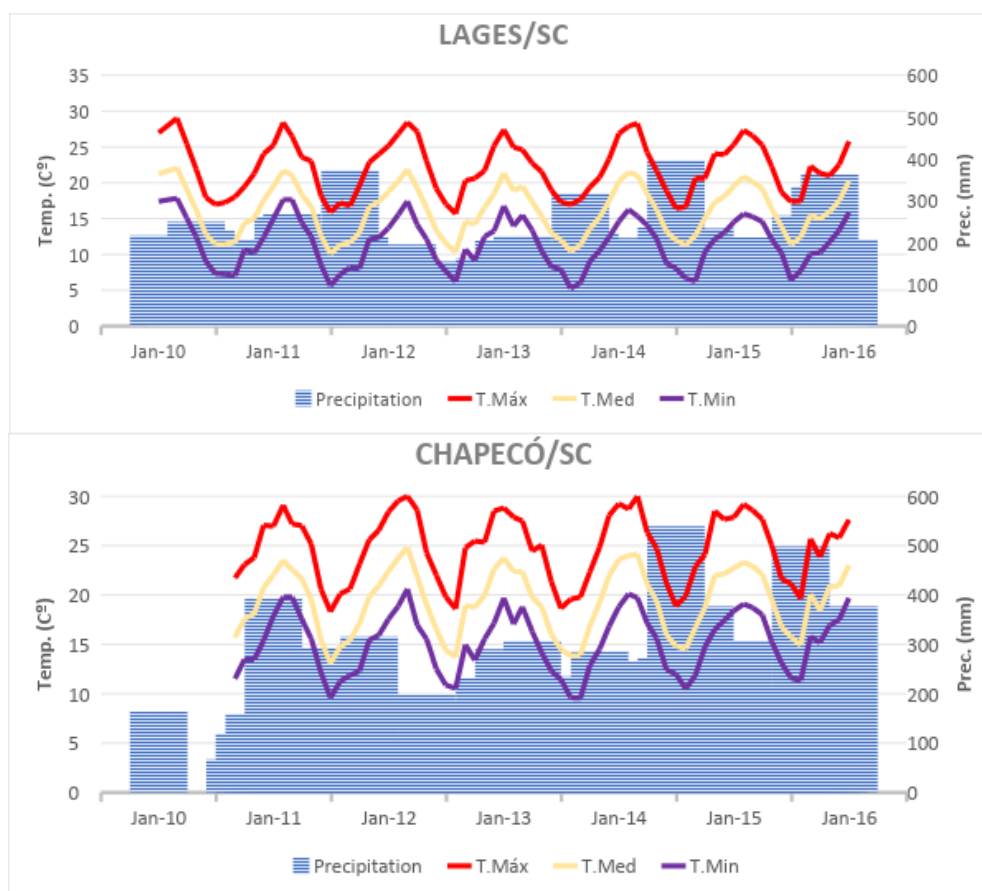 LAGES/SC
35
30
25
20
15
10
5
0
Temp. (Cº)
600
500
400
300
200
100
0
Prec. (mm)
Jan-10 Jan-11 Jan-12 Jan-13 Jan-14 Jan-15 Jan-16
Precipitation T.Máx T.Med T.Min
CHAPECÓ/SC
30
25
20
15
10
5
0
Temp. (Cº)
600
500
400
300
200
100
0
Prec. (mm)
Jan-10 Jan-11 Jan-12 Jan-13 Jan-14 Jan-15 Jan-16
Precipitation T.Máx T.Med T.Min